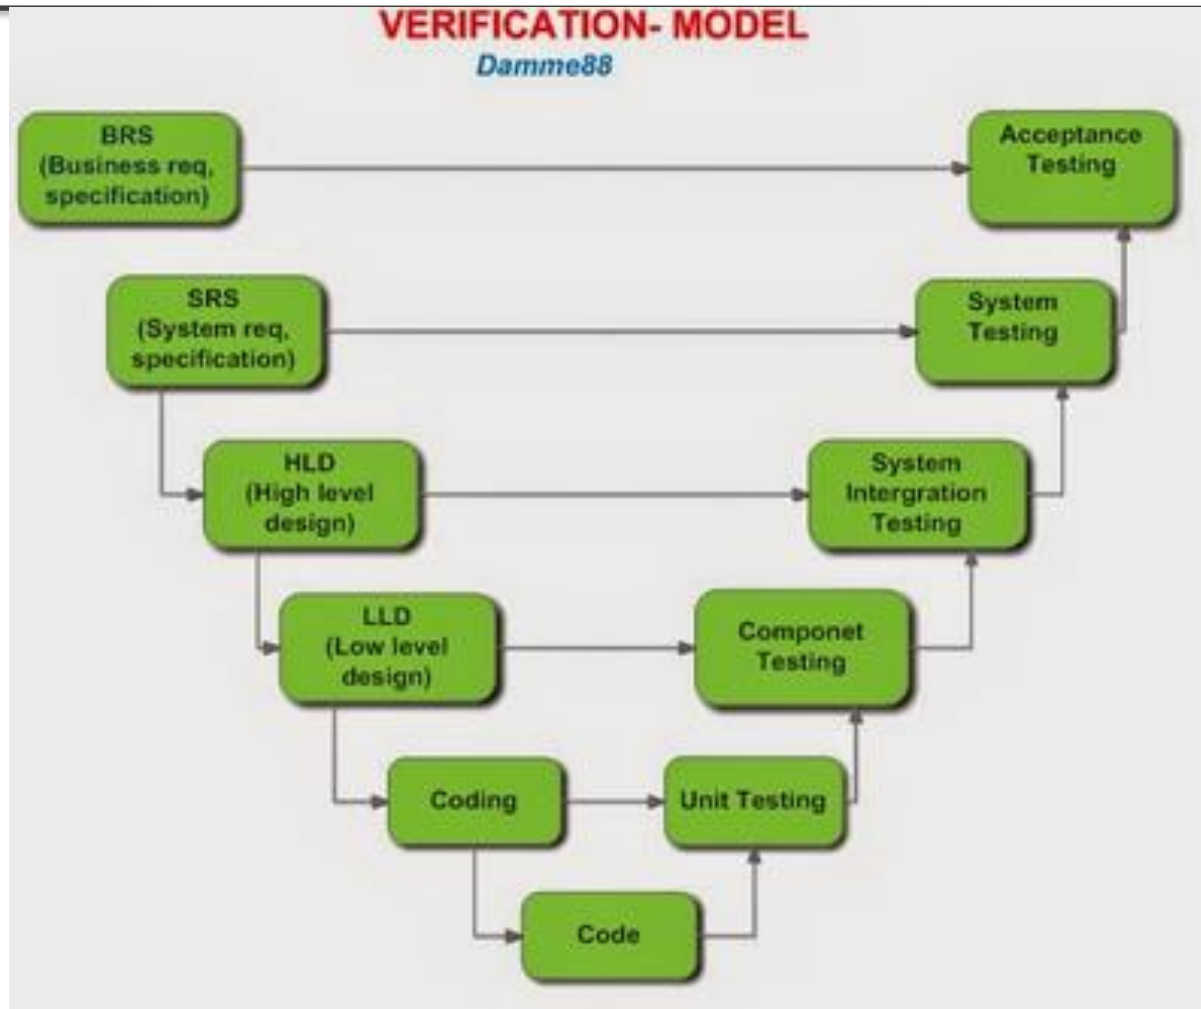 VERIFICATION- MODEL
Damme88
BRS
(Business req,
specification)
Acceptance
Testing
SRS
(System req,
specification)
System
Testing
HLD
(High level
design)
System
Intergration
Testing
LLD
(Low level
design)
Componet
Testing
Coding
Unit Testing
Code